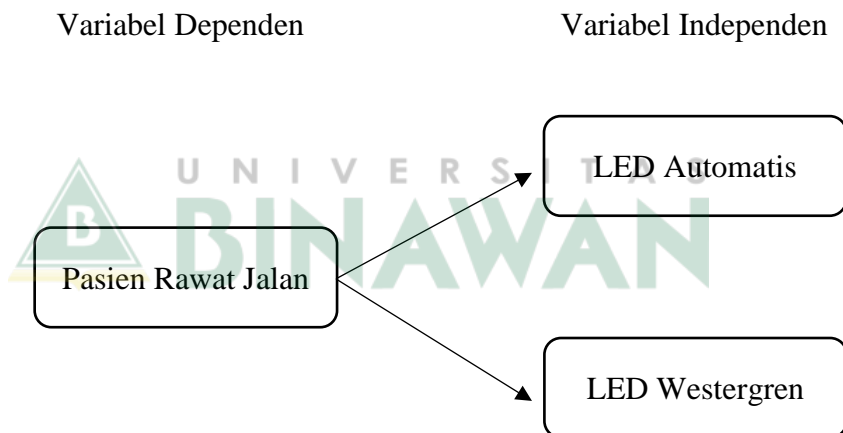 Variabel Dependen Variabel Independen
UNIVERSITAS
LED Automatis
B
BINAWAN
Pasien Rawat Jalan
LED Westergren